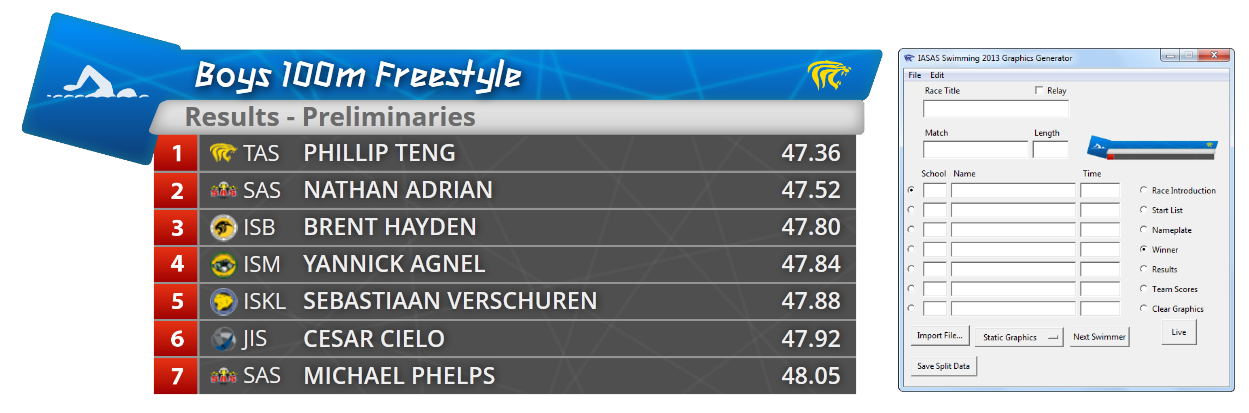 Boys 100m Freestyle
Results - Preliminaries
1 TAS PHILLIP TENG 47.36
2 SAS NATHAN ADRIAN 47.52
3 ISB BRENT HAYDEN 47.80
4 ISM YANNICK AGNEL 47.84
5 ISKL SEBASTIAAN VERSCHUREN 47.88
6 JIS CESAR CIELO 47.92
7 SAS MICHAEL PHELPS 48.05
IASAS Swimming 2013 Graphics Generator
File Edit
Race Title Relay
Match Length
School Name Time
Race Introduction
Start List
Nameplate
Winner
Results
Team Scores
Clear Graphics
Import File... Static Graphics Next Swimmer Live
Save Split Data